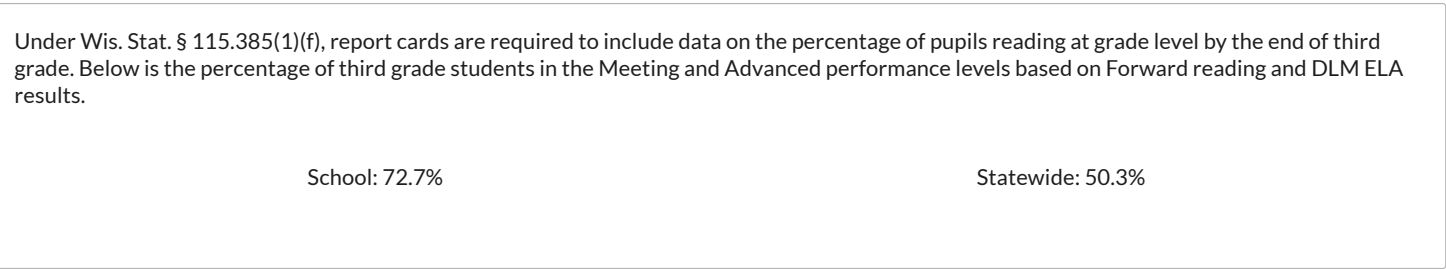 Under Wis. Stat. § 115.385(1)(f), report cards are required to include data on the percentage of pupils reading at grade level by the end of third
grade. Below is the percentage of third grade students in the Meeting and Advanced performance levels based on Forward reading and DLM ELA
results.
School: 72.7%
Statewide: 50.3%